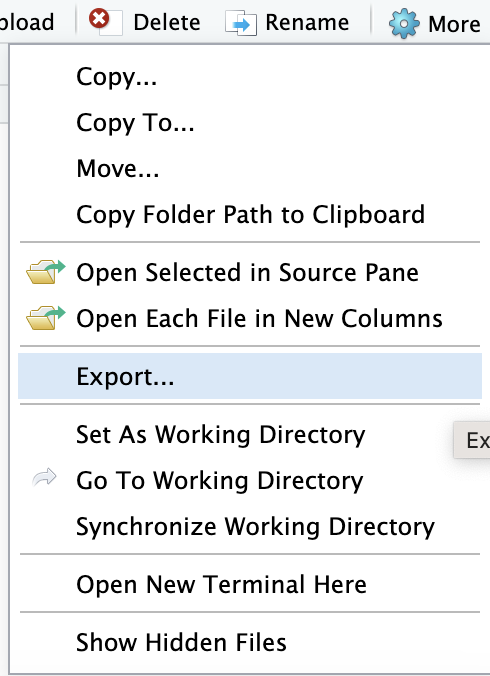 pload Delete Rename More
Copy...
Copy To...
Move...
Copy Folder Path to Clipboard
Open Selected in Source Pane
Open Each File in New Columns
Export...
Set As Working Directory
Ex
Go To Working Directory
Synchronize Working Directory
Open New Terminal Here
Show Hidden Files